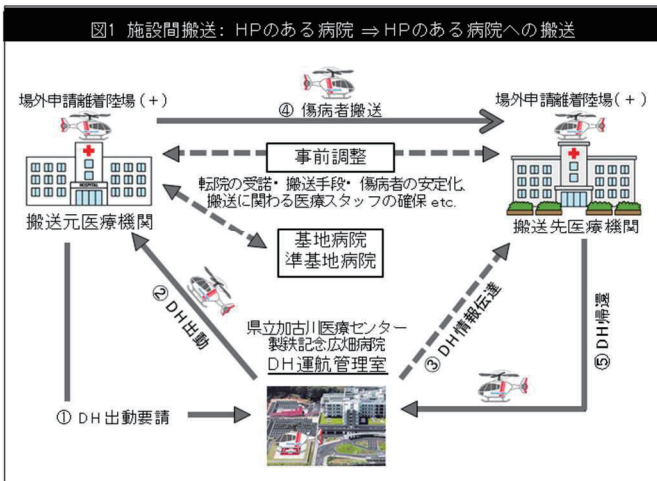 図1 施設間搬送: HPのある病院 ⇒ HPのある病院への搬送
場外申請離着陸場(+)
場外申請離着陸場(+)
④ 傷病者搬送
事前調整
転院の受諾・搬送手段・傷病者の安定化、
搬送に関わる医療スタッフの確保 etc.
HOSPITAL
搬送元医療機関
搬送先医療機関
基地病院
準基地病院
② DH出動
③ DH情報伝達
⑤ DH帰還
県立加古川医療センター
製鉄記念広畑病院
DH運航管理室
① DH出動要請